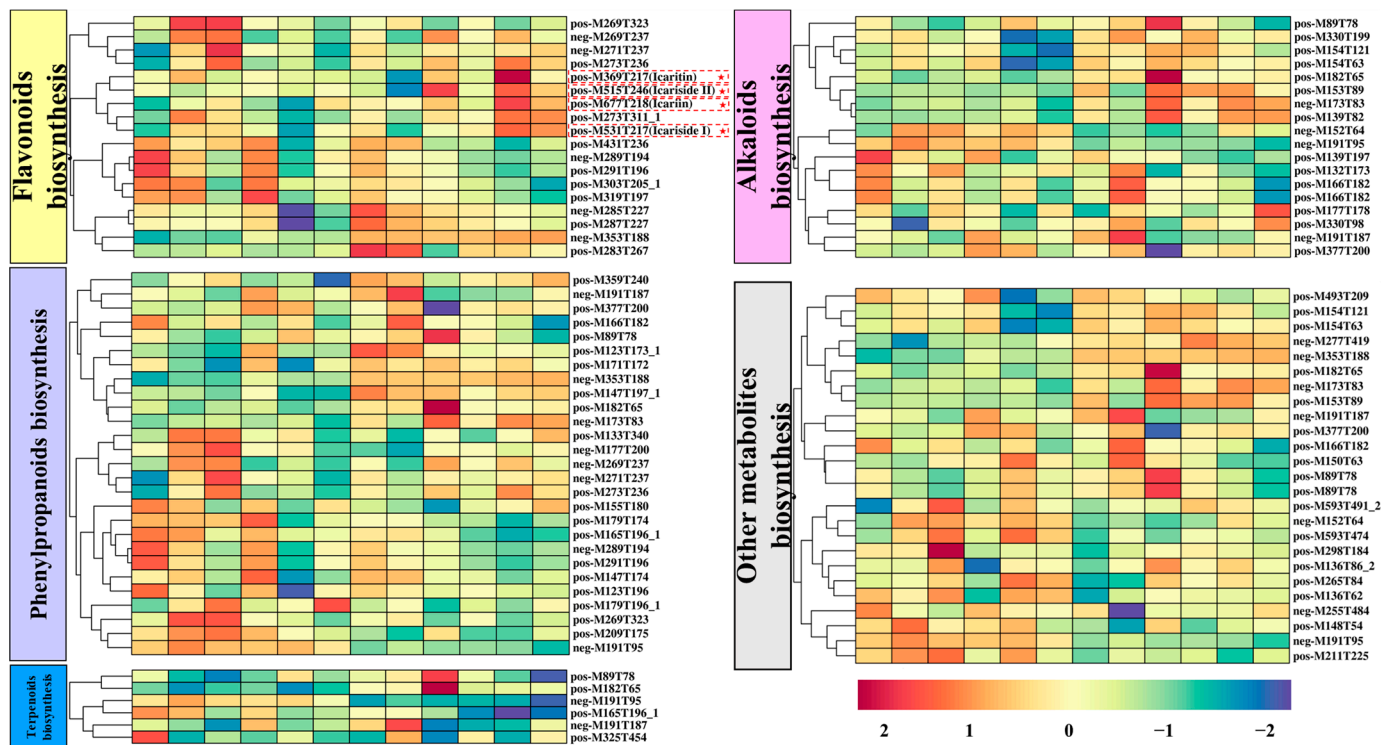 Flavonoids
biosynthesis
pos-M269T323
neg-M269T237
neg-M271T237
pos-M273T236
pos-M369T217(Icaritin) ★
pos-M515T246(Icariside II) ★
pos-M677T218(Icariin) ★
pos-M273T311_1
pos-M531T217(Icariside I) ★
pos-M431T236
neg-M289T194
pos-M291T196
pos-M303T205_1
pos-M319T197
neg-M285T227
pos-M287T227
neg-M353T188
pos-M283T267
Phenylpropanoids biosynthesis
pos-M359T240
neg-M191T187
pos-M377T200
pos-M166T182
pos-M89T78
pos-M123T173_1
pos-M171T172
neg-M353T188
pos-M147T197_1
pos-M182T65
neg-M173T83
pos-M133T340
neg-M177T200
neg-M269T237
neg-M271T237
pos-M273T236
pos-M155T180
pos-M179T174
pos-M165T196_1
neg-M289T194
pos-M291T196
pos-M147T174
pos-M123T196
pos-M179T196_1
pos-M269T323
pos-M209T175
neg-M191T95
Terpenoids
biosynthesis
pos-M89T78
pos-M182T65
neg-M191T95
pos-M165T196_1
neg-M191T187
pos-M325T454
Alkaloids
biosynthesis
pos-M89T78
pos-M330T199
pos-M154T121
pos-M154T63
pos-M182T65
pos-M153T89
neg-M173T83
pos-M139T82
neg-M152T64
neg-M191T95
pos-M139T197
pos-M132T173
pos-M166T182
pos-M166T182
pos-M177T178
pos-M330T98
neg-M191T187
pos-M377T200
Other metabolites
biosynthesis
pos-M493T209
pos-M154T121
pos-M154T63
neg-M277T419
neg-M353T188
pos-M182T65
neg-M173T83
pos-M153T89
neg-M191T187
pos-M377T200
pos-M166T182
pos-M150T63
pos-M89T78
pos-M89T78
pos-M593T491_2
neg-M152T64
pos-M593T474
pos-M298T184
pos-M136T86_2
pos-M265T84
pos-M136T62
neg-M255T484
pos-M148T54
neg-M191T95
pos-M211T225
2 1 0 −1 −2